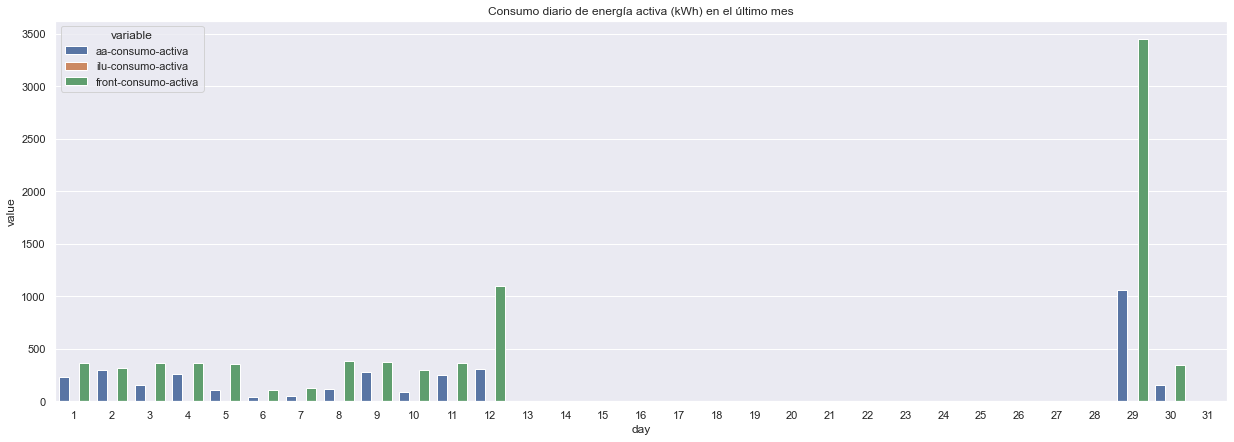 Consumo diario de energía activa (kWh) en el último mes
variable
aa-consumo-activa
ilu-consumo-activa
front-consumo-activa
3500
3000
2500
2000
1500
1000
500
0
value
1 2 3 4 5 6 7 8 9 10 11 12 13 14 15 16 17 18 19 20 21 22 23 24 25 26 27 28 29 30 31
day